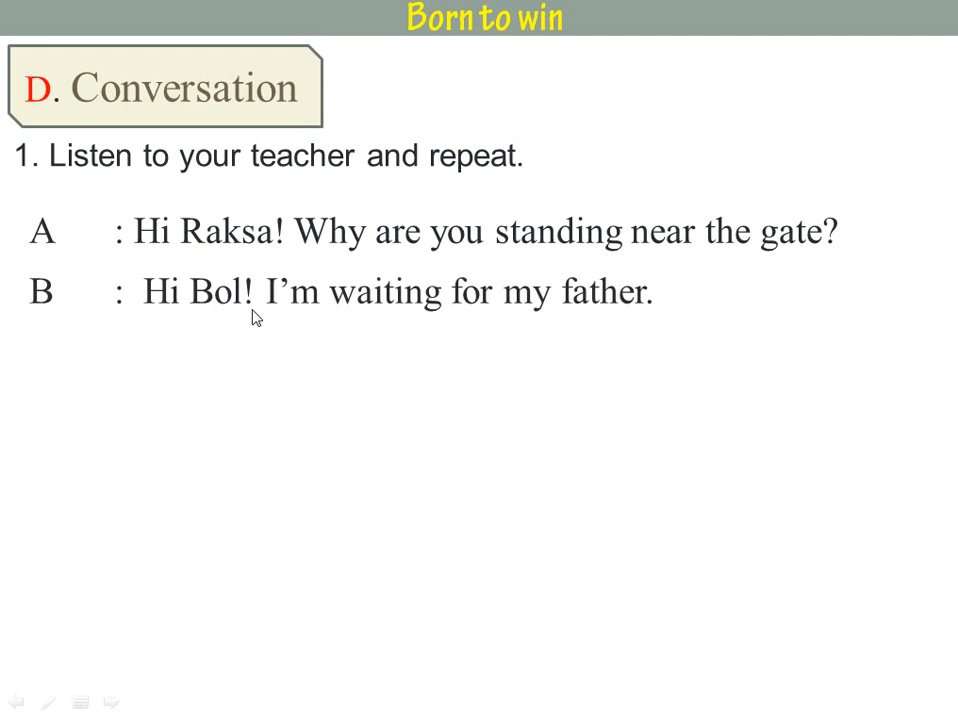 Born to win
D. Conversation
1. Listen to your teacher and repeat.
A : Hi Raksa! Why are you standing near the gate?
B : Hi Bol! I’m waiting for my father.